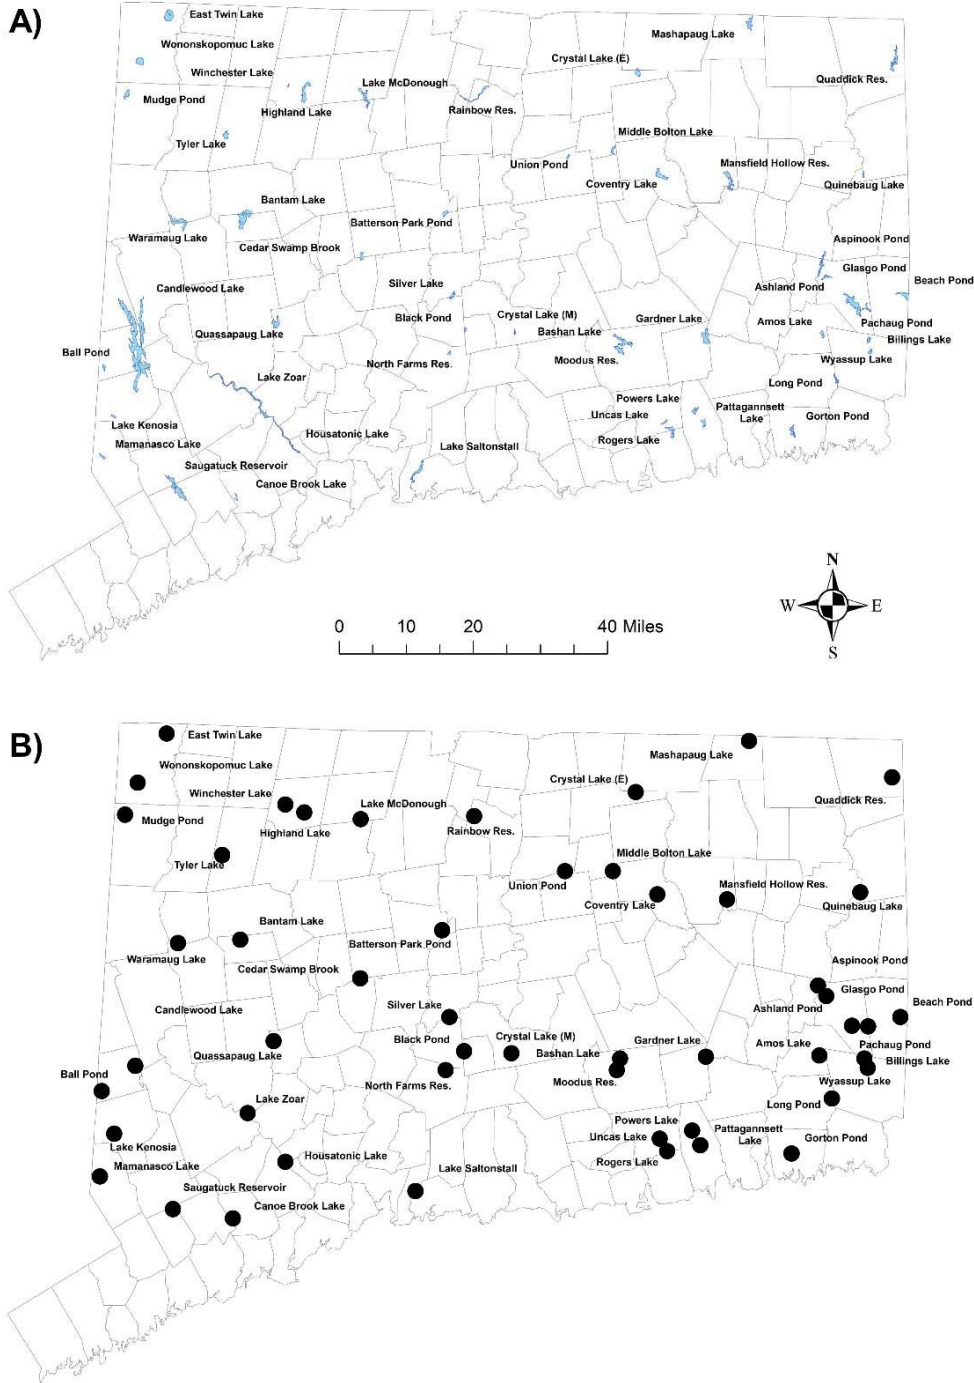 A)
East Twin Lake
Wononskopomuc Lake
Winchester Lake
Mudge Pond
Highland Lake
Lake McDonough
Rainbow Res.
Crystal Lake (E)
Mashapaug Lake
Quaddick Res.
Tyler Lake
Middle Bolton Lake
Union Pond
Coventry Lake
Mansfield Hollow Res.
Quinebaug Lake
Bantam Lake
Batterson Park Pond
Waramaug Lake
Cedar Swamp Brook
Aspinook Pond
Glasgo Pond
Beach Pond
Candlewood Lake
Silver Lake
Ashland Pond
Black Pond
Crystal Lake (M)
Bashan Lake
Gardner Lake
Amos Lake
Pachaug Pond
Quassapaug Lake
Billings Lake
Ball Pond
North Farms Res.
Moodus Res.
Wyassup Lake
Lake Zoar
Long Pond
Powers Lake
Pattagannsett
Lake
Uncas Lake
Gorton Pond
Lake Kenosia
Housatonic Lake
Rogers Lake
Mamanasco Lake
Lake Saltonstall
Saugatuck Reservoir
Canoe Brook Lake
N
W E
S
0 10 20 40 Miles
B)
East Twin Lake
Wononskopomuc Lake
Winchester Lake
Mudge Pond
Highland Lake
Lake McDonough
Rainbow Res.
Crystal Lake (E)
Mashapaug Lake
Quaddick Res.
Tyler Lake
Middle Bolton Lake
Union Pond
Coventry Lake
Mansfield Hollow Res.
Quinebaug Lake
Bantam Lake
Batterson Park Pond
Waramaug Lake
Cedar Swamp Brook
Aspinook Pond
Glasgo Pond
Beach Pond
Candlewood Lake
Silver Lake
Ashland Pond
Black Pond
Crystal Lake (M)
Bashan Lake
Gardner Lake
Amos Lake
Pachaug Pond
Quassapaug Lake
Billings Lake
Ball Pond
North Farms Res.
Moodus Res.
Wyassup Lake
Lake Zoar
Long Pond
Powers Lake
Pattagannsett
Lake
Uncas Lake
Gorton Pond
Lake Kenosia
Housatonic Lake
Rogers Lake
Mamanasco Lake
Lake Saltonstall
Saugatuck Reservoir
Canoe Brook Lake